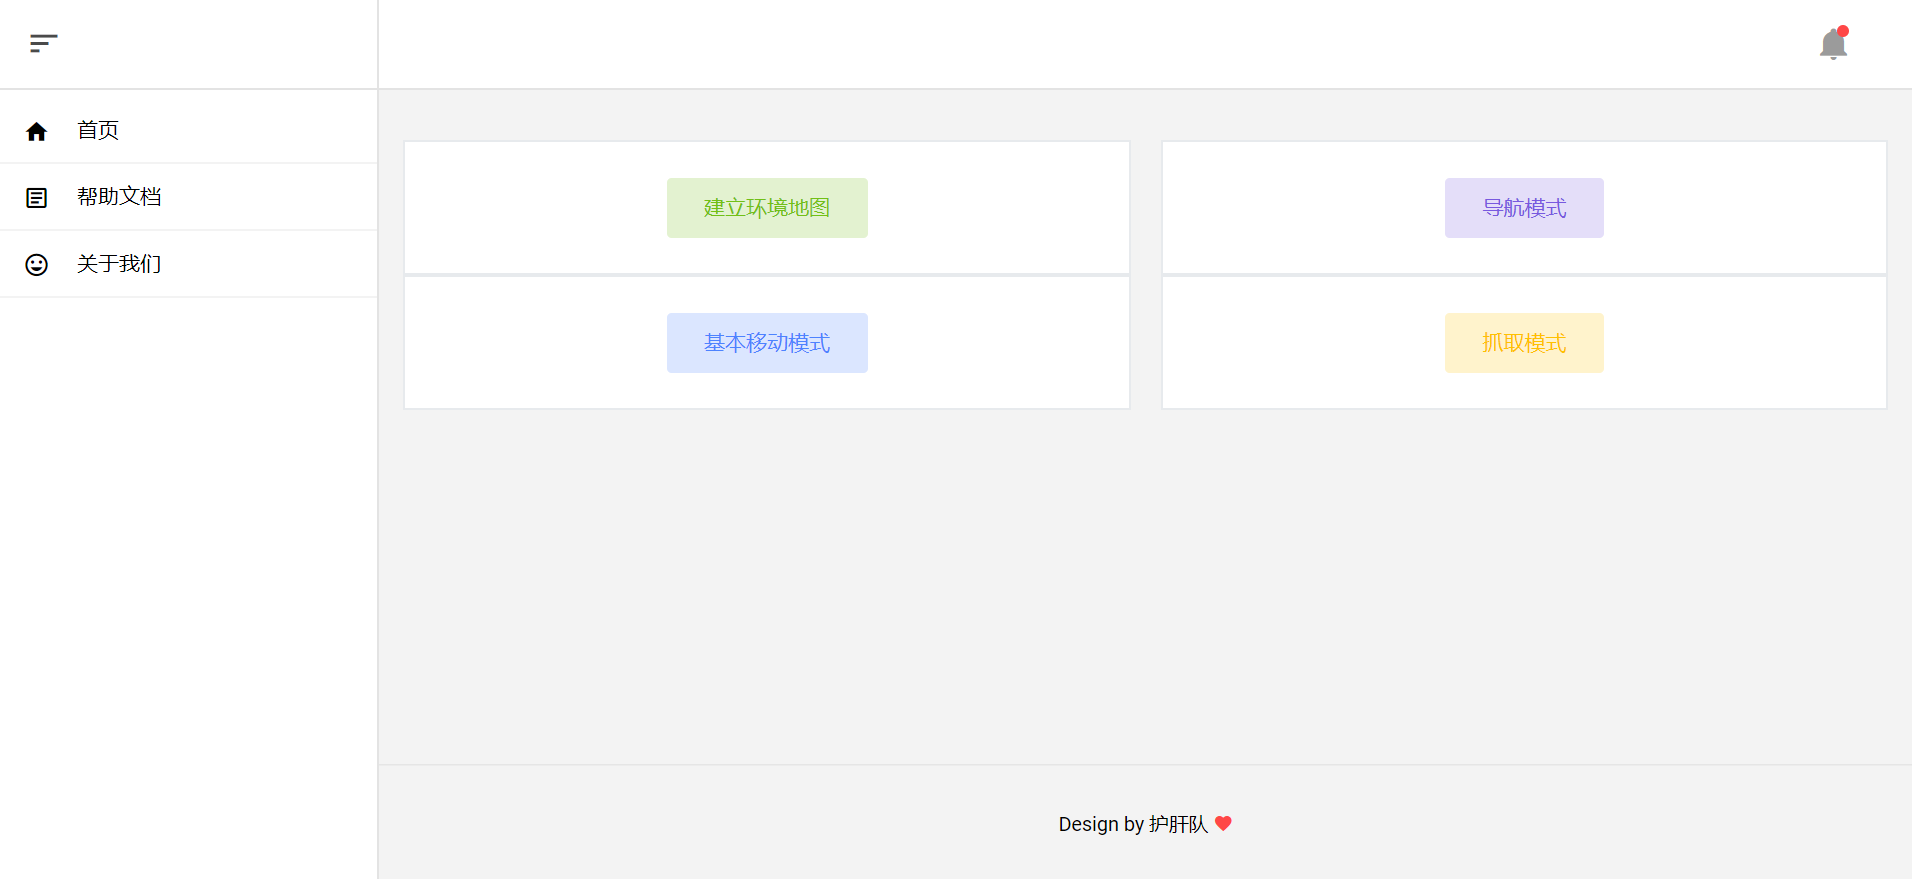 首页
帮助文档
关于我们
建立环境地图
导航模式
基本移动模式
抓取模式
Design by 护肝队